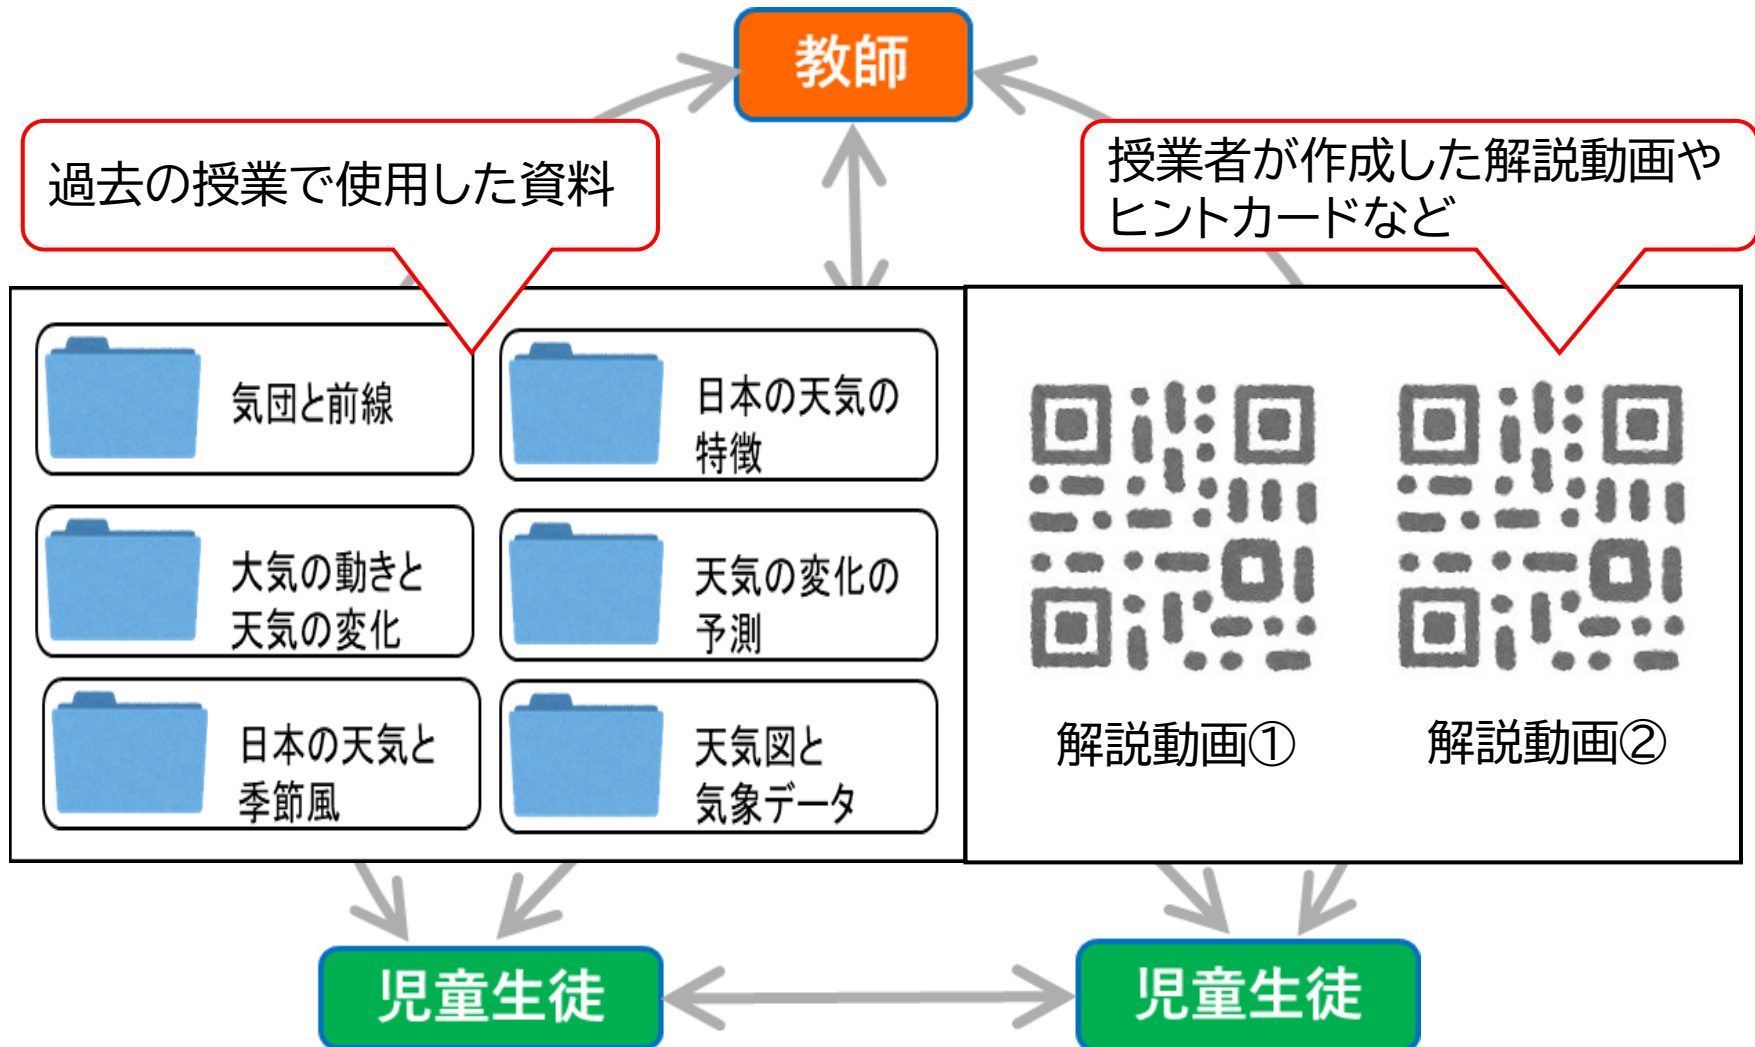 教師
過去の授業で使用した資料
授業者が作成した解説動画や
ヒントカードなど
気団と前線
日本の天気の
特徴
大気の動きと
天気の変化
天気の変化の
予測
日本の天気と
季節風
天気図と
気象データ
解説動画①
解説動画②
児童生徒
児童生徒